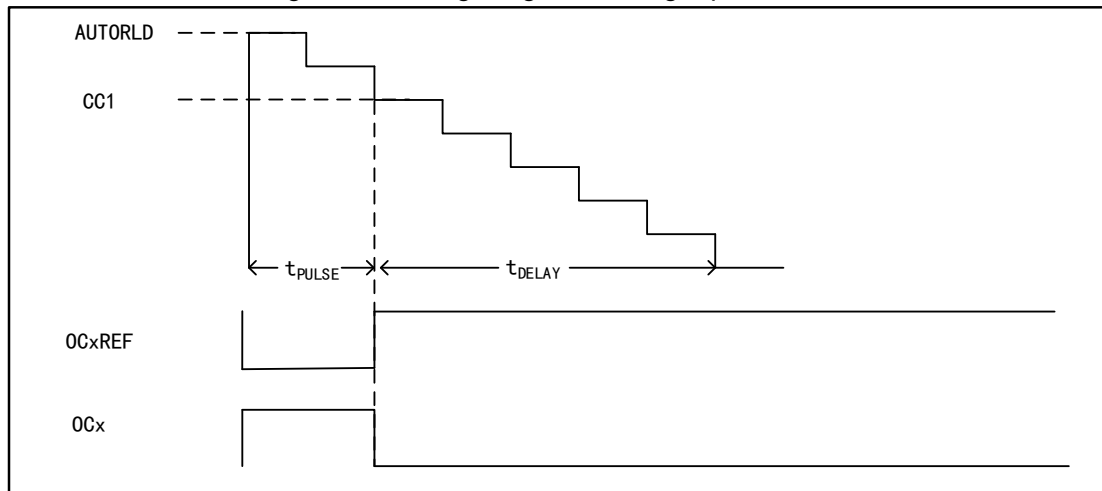 AUTORLD
CC1
tPULSE
tDELAY
OCxREF
OCx